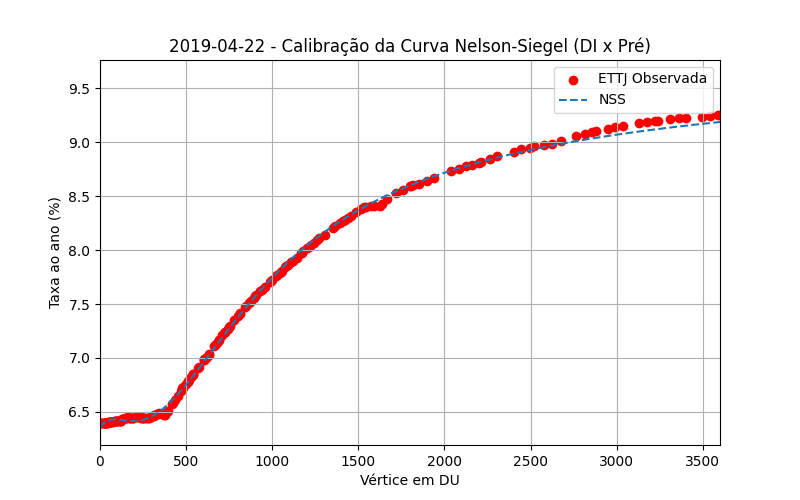 2019-04-22 - Calibração da Curva Nelson-Siegel (DI x Pré)
ETTJ Observada
NSS
Taxa ao ano (%)
9.5
9.0
8.5
8.0
7.5
7.0
6.5
0 500 1000 1500 2000 2500 3000 3500
Vértice em DU